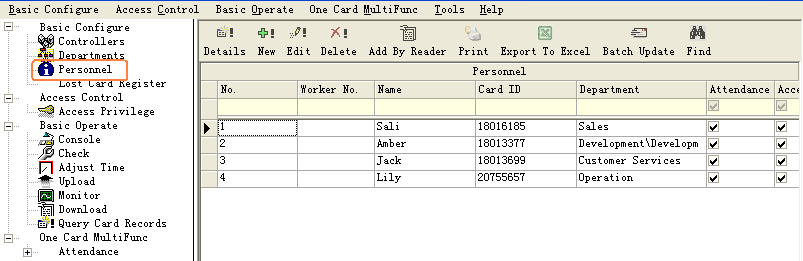 Basic Configure Access Control Basic Operate One Card MultiFunc Tools Help
Basic Configure
Controllers
Departments
Personnel
Lost Card Register
Access Control
Access Privilege
Basic Operate
Console
Check
Adjust Time
Upload
Monitor
Download
Query Card Records
One Card MultiFunc
Attendance
Details New Edit Delete Add By Reader Print Export To Excel Batch Update Find
Personnel
No. Worker No. Name Card ID Department Attendance Acce
1 Sali 18016185 Sales
2 Amber 18013377 Development\Developm
3 Jack 18013699 Customer Services
4 Lily 20755657 Operation